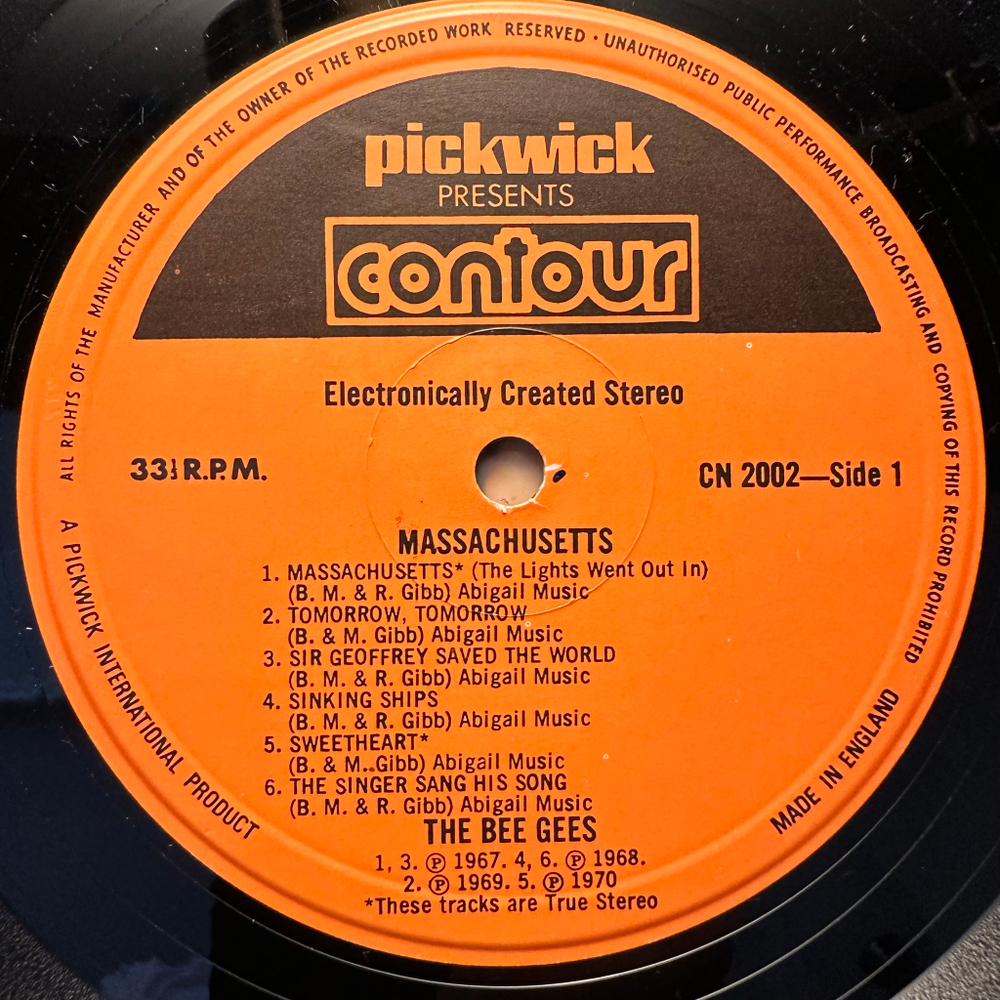 ALL RIGHTS OF THE MANUFACTURER AND OF THE OWNER OF THE RECORDED WORK RESERVED · UNAUTHORISED PUBLIC PERFORMANCE BROADCASTING AND COPYING OF THIS RECORD PROHIBITED
pickwick
PRESENTS
contour
Electronically Created Stereo
33⅓ R.P.M.
CN 2002—Side 1
MASSACHUSETTS
1. MASSACHUSETTS* (The Lights Went Out In)
(B. M. & R. Gibb) Abigail Music
2. TOMORROW, TOMORROW
(B. & M. Gibb) Abigail Music
3. SIR GEOFFREY SAVED THE WORLD
(B. M. & R. Gibb) Abigail Music
4. SINKING SHIPS
(B. M. & R. Gibb) Abigail Music
5. SWEETHEART*
(B. & M..Gibb) Abigail Music
6. THE SINGER SANG HIS SONG
(B. M. & R. Gibb) Abigail Music
THE BEE GEES
1, 3. ℗ 1967. 4, 6. ℗ 1968.
2. ℗ 1969. 5. ℗ 1970
*These tracks are True Stereo
A PICKWICK INTERNATIONAL PRODUCT
MADE IN ENGLAND